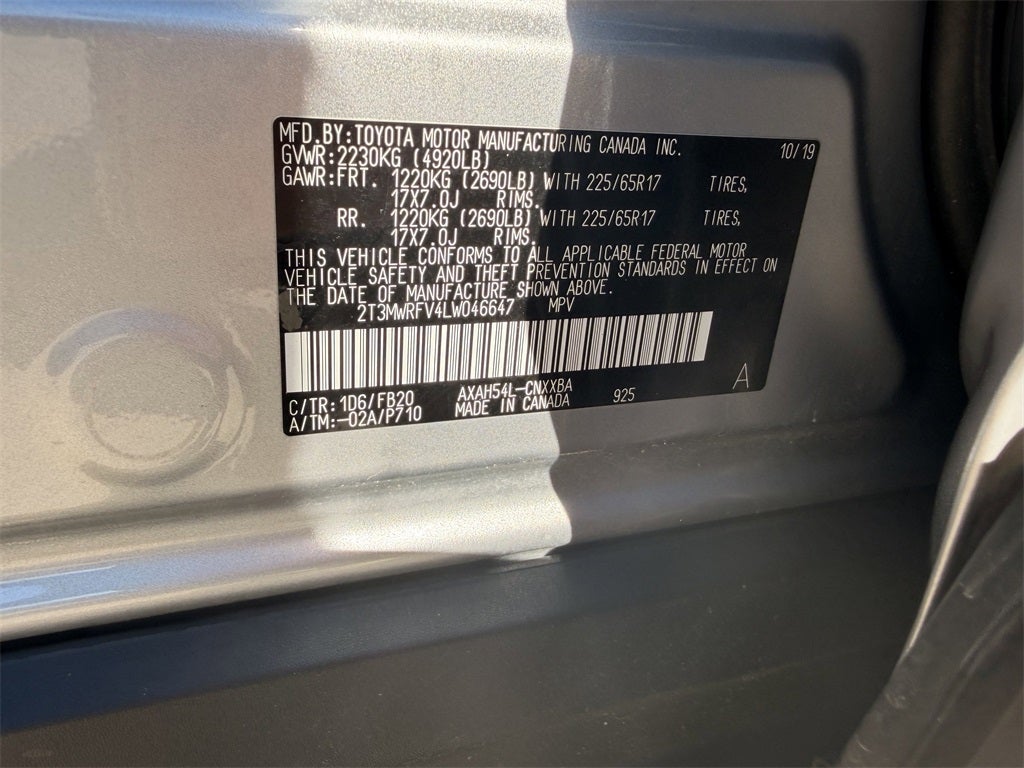 MFD.BY:TOYOTA MOTOR MANUFACTURING CANADA INC. 10/19
GVWR:2230KG (4920LB)
GAWR:FRT. 1220KG (2690LB) WITH 225/65R17 TIRES,
17X7.0J RIMS.
RR. 1220KG (2690LB) WITH 225/65R17 TIRES,
17X7.0J RIMS.
THIS VEHICLE CONFORMS TO ALL APPLICABLE FEDERAL MOTOR
VEHICLE SAFETY AND THEFT PREVENTION STANDARDS IN EFFECT ON
THE DATE OF MANUFACTURE SHOWN ABOVE.
2T3MWRFV4LW046647 MPV
C/TR:1D6/FB20 AXAH54L-CNXXBA 925 A
A/TM:-02A/P710 MADE IN CANADA